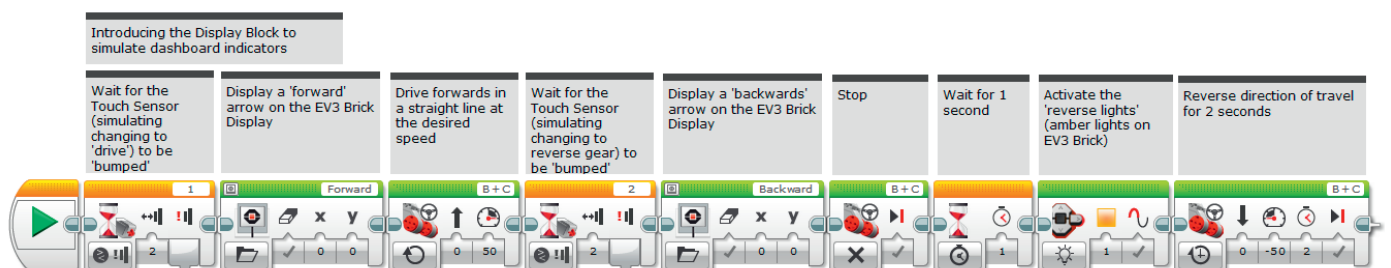 Introducing the Display Block to
simulate dashboard indicators
Wait for the
Touch Sensor
(simulating
changing to
'drive') to be
'bumped'
Display a 'forward'
arrow on the EV3 Brick
Display
Drive forwards in
a straight line at
the desired
speed
Wait for the
Touch Sensor
(simulating
changing to
reverse gear) to
be 'bumped'
Display a 'backwards'
arrow on the EV3 Brick
Display
Stop
Wait for 1
second
Activate the
'reverse lights'
(amber lights on
EV3 Brick)
Reverse direction of travel
for 2 seconds
1
2
Forward
x y
0 0
B+C
0 50
2
2
Backward
x y
0 0
B+C
1
1
B+C
0 -50 2